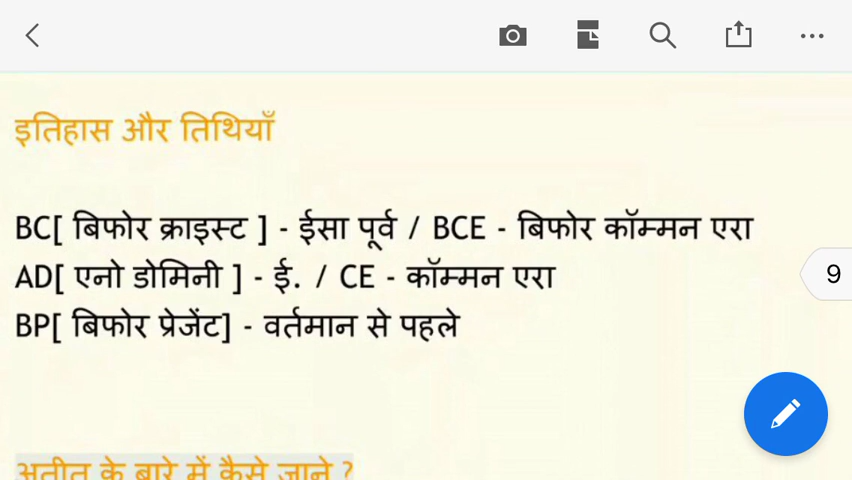 इतिहास और तिथियाँ
BC[ बिफोर क्राइस्ट ] - ईसा पूर्व / BCE - बिफोर कॉम्मन एरा
AD[ एनो डोमिनी ] - ई. / CE - कॉम्मन एरा
9
BP[ बिफोर प्रेजेंट] - वर्तमान से पहले
अतीत के बारे में कैसे जाने ?